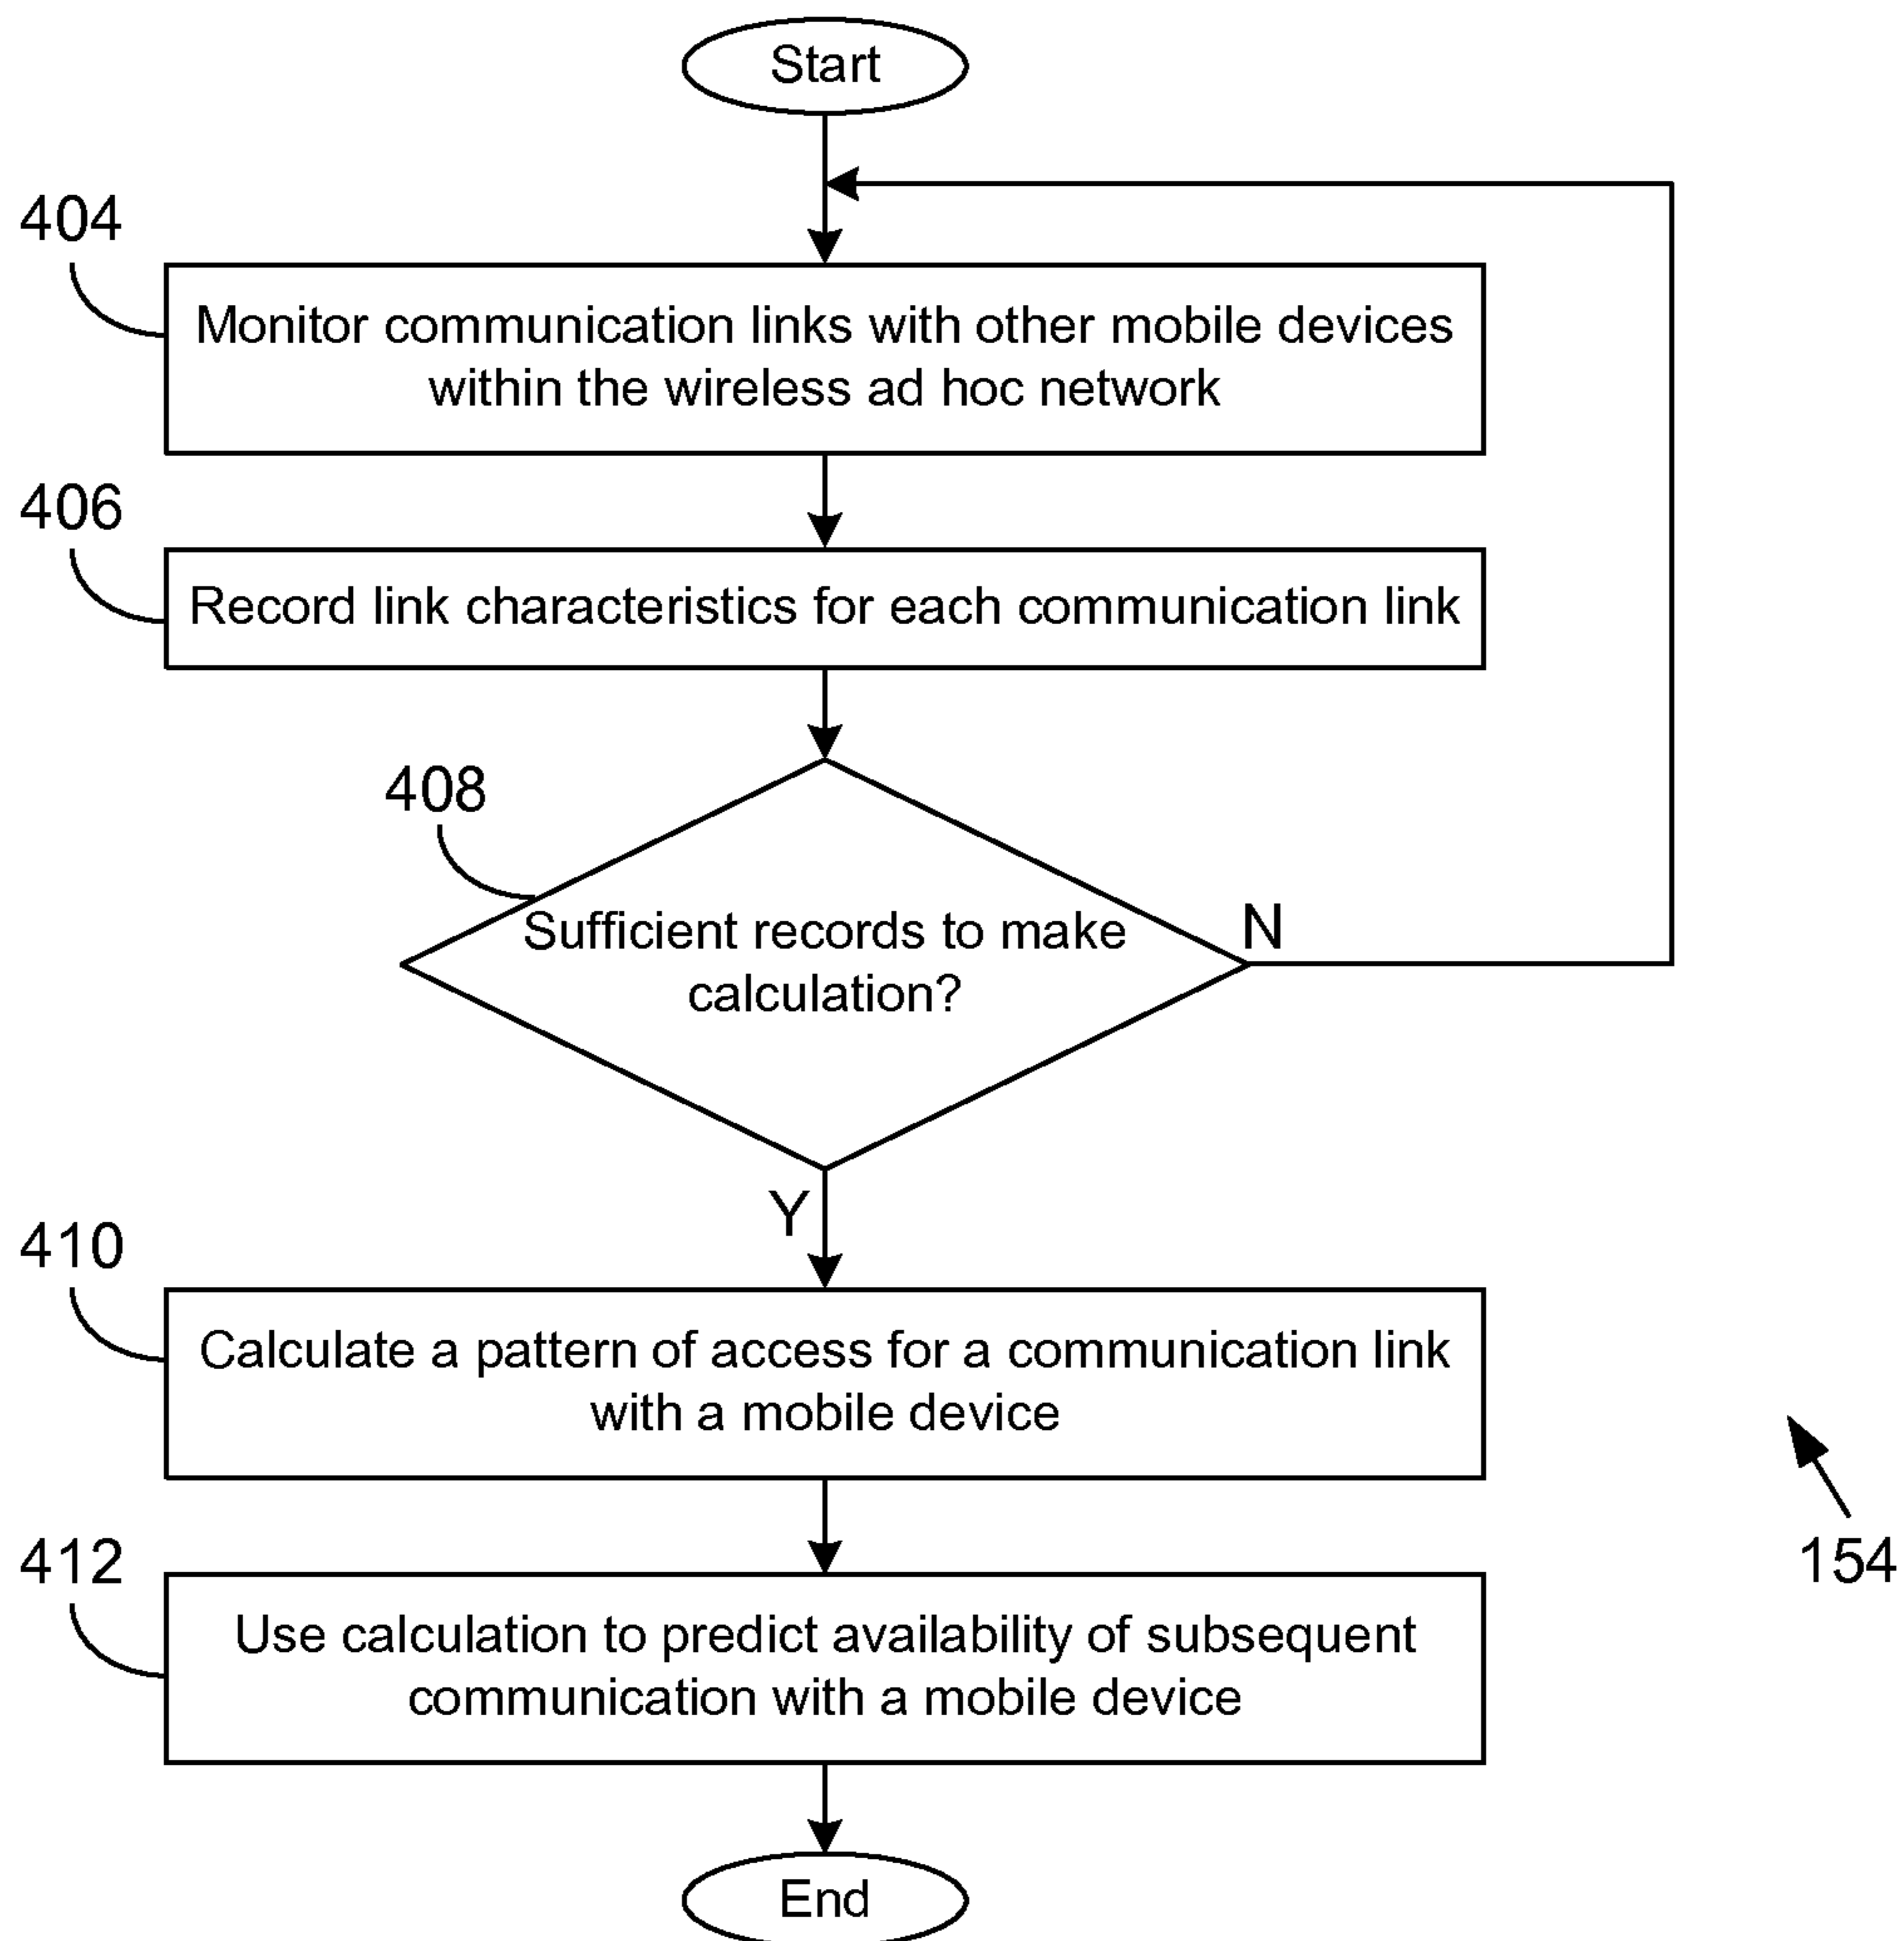 Start
404
Monitor communication links with other mobile devices
within the wireless ad hoc network
406
Record link characteristics for each communication link
408
Sufficient records to make
calculation?
N
Y
410
Calculate a pattern of access for a communication link
with a mobile device
154
412
Use calculation to predict availability of subsequent
communication with a mobile device
End